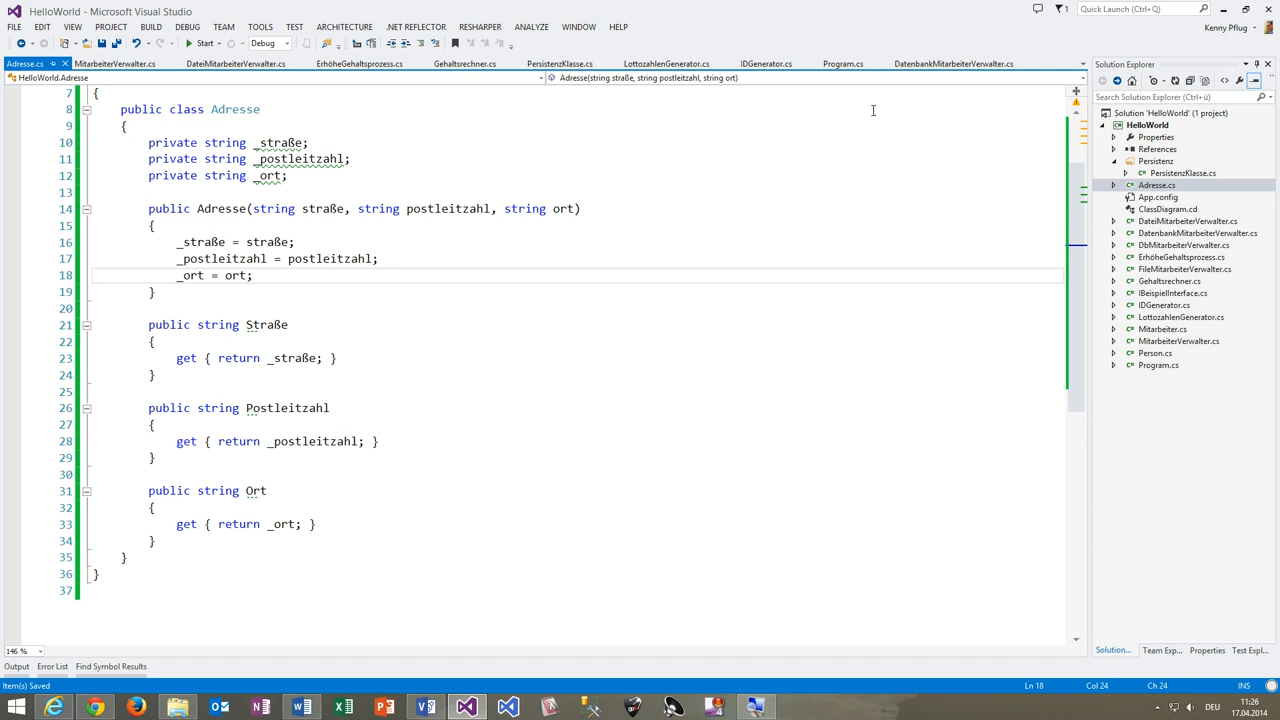 HelloWorld - Microsoft Visual Studio
1
Quick Launch (Ctrl+Q)
FILE EDIT VIEW PROJECT BUILD DEBUG TEAM TOOLS TEST ARCHITECTURE .NET REFLECTOR RESHARPER ANALYZE WINDOW HELP
Kenny Pflug
Start Debug
Adresse.cs MitarbeiterVerwalter.cs DateiMitarbeiterVerwalter.cs ErhöheGehaltsprozess.cs Gehaltsrechner.cs PersistenzKlasse.cs LottozahlenGenerator.cs IDGenerator.cs Program.cs DatenbankMitarbeiterVerwalter.cs
HelloWorld.Adresse Adresse(string straße, string postleitzahl, string ort)
7 {
8 public class Adresse
9 {
10 private string _straße;
11 private string _postleitzahl;
12 private string _ort;
13
14 public Adresse(string straße, string postleitzahl, string ort)
15 {
16 _straße = straße;
17 _postleitzahl = postleitzahl;
18 _ort = ort;
19 }
20
21 public string Straße
22 {
23 get { return _straße; }
24 }
25
26 public string Postleitzahl
27 {
28 get { return _postleitzahl; }
29 }
30
31 public string Ort
32 {
33 get { return _ort; }
34 }
35 }
36 }
37
146 %
Solution Explorer
Search Solution Explorer (Ctrl+ü)
Solution 'HelloWorld' (1 project)
HelloWorld
Properties
References
Persistenz
PersistenzKlasse.cs
Adresse.cs
App.config
ClassDiagram.cd
DateiMitarbeiterVerwalter.cs
DatenbankMitarbeiterVerwalter.cs
DbMitarbeiterVerwalter.cs
ErhöheGehaltsprozess.cs
FileMitarbeiterVerwalter.cs
Gehaltsrechner.cs
IBeispielInterface.cs
IDGenerator.cs
LottozahlenGenerator.cs
Mitarbeiter.cs
MitarbeiterVerwalter.cs
Person.cs
Program.cs
Solution... Team Exp... Properties Test Expl...
Output Error List Find Symbol Results
Item(s) Saved Ln 18 Col 24 Ch 24 INS
DEU
11:26
17.04.2014